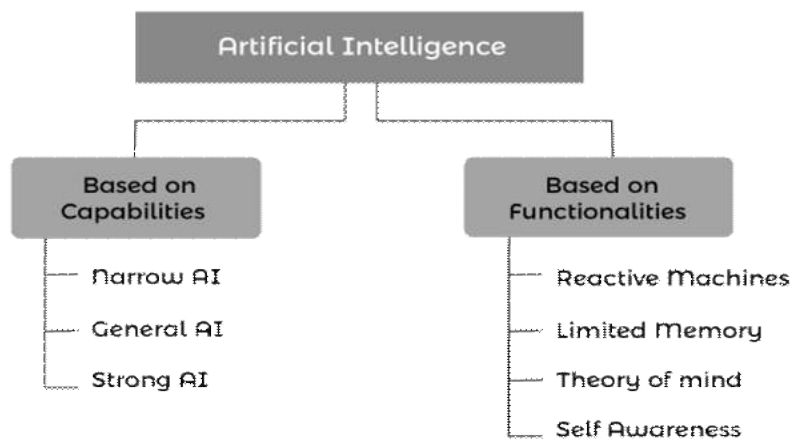 Artificial Intelligence
Based on
Capabilities
Narrow AI
General AI
Strong AI
Based on
Functionalities
Reactive Machines
Limited Memory
Theory of mind
Self Awareness